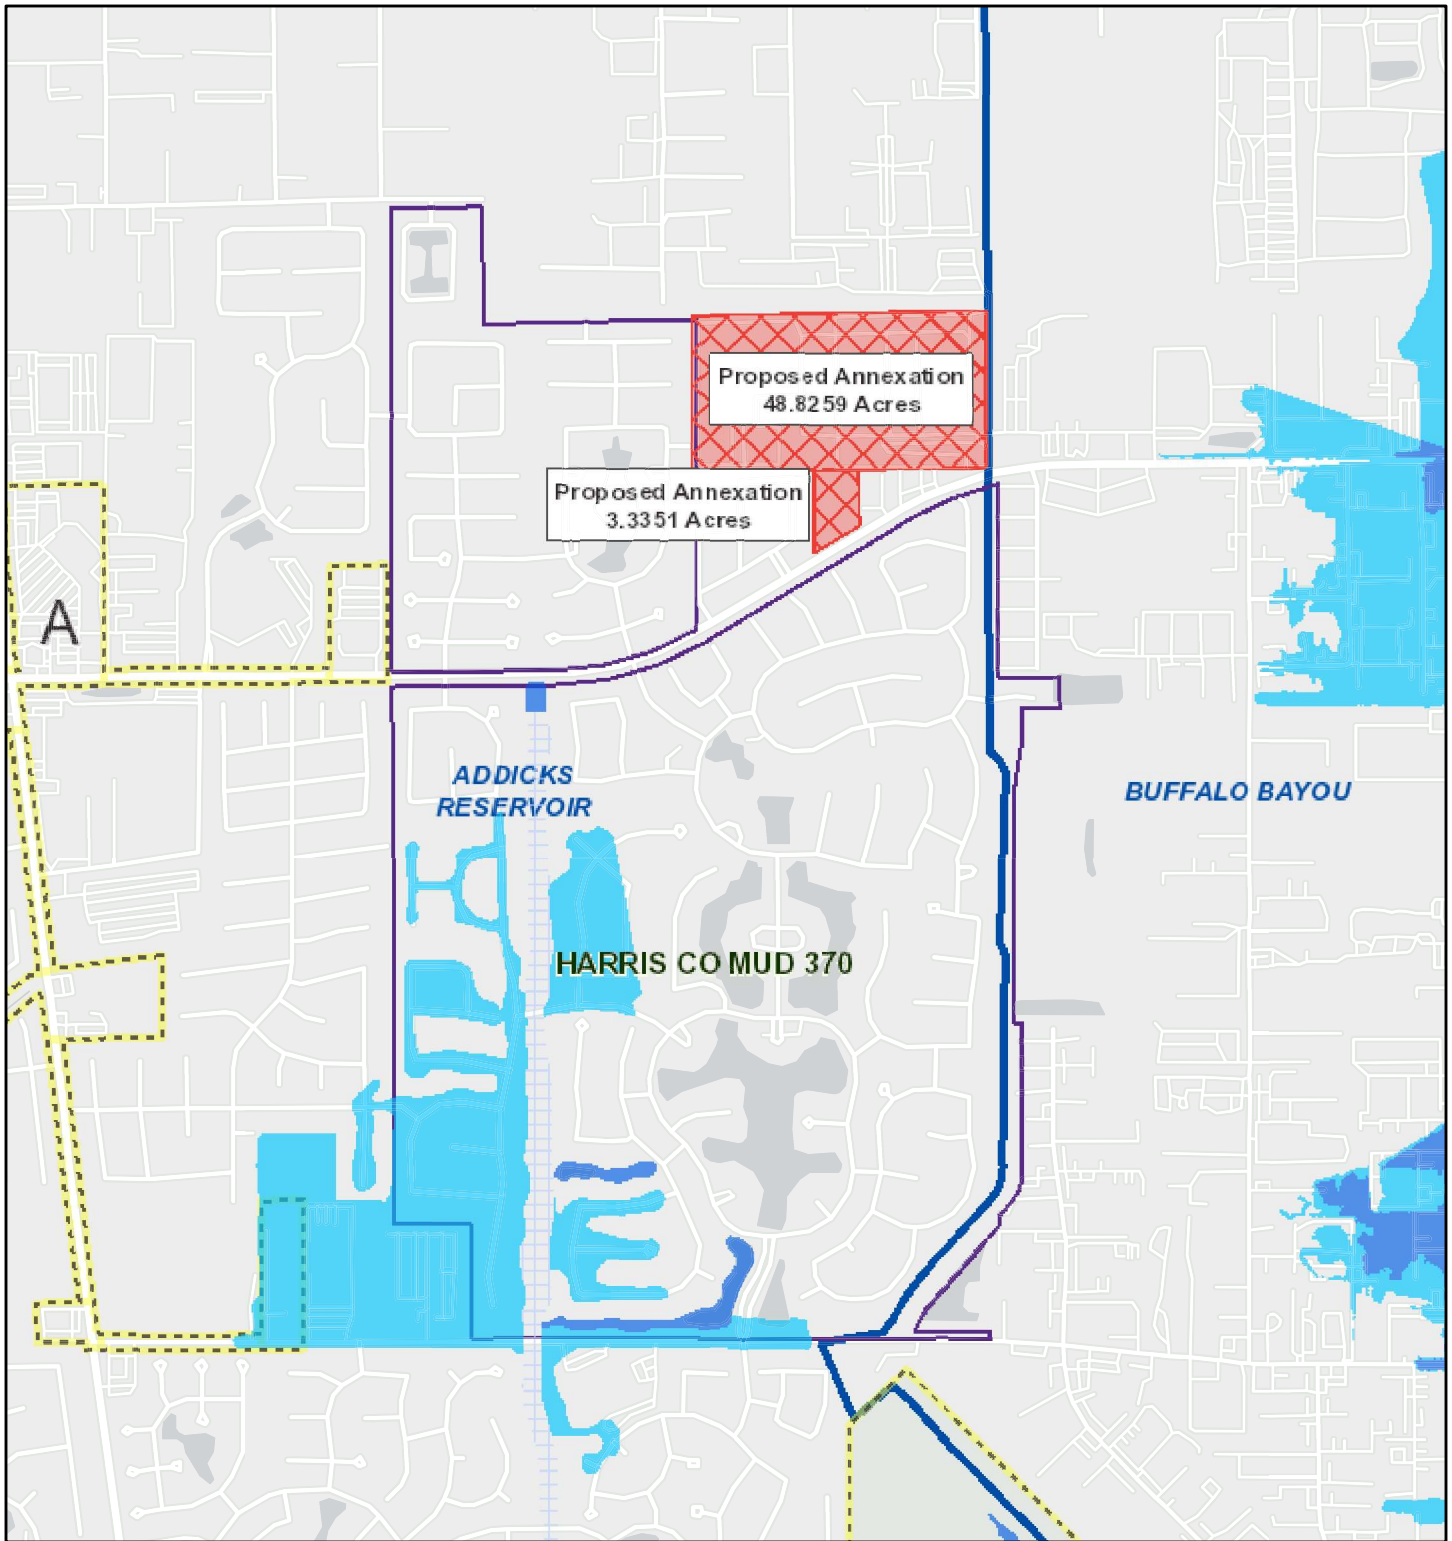 Proposed Annexation
48.8259 Acres
Proposed Annexation
3.3351 Acres
A
ADDICKS
RESERVOIR
BUFFALO BAYOU
HARRIS CO MUD 370